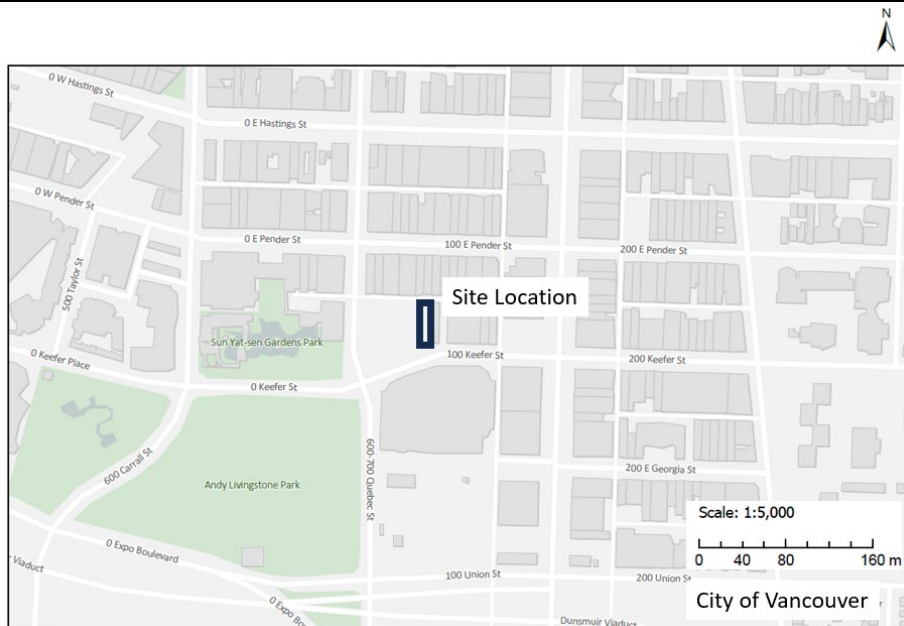 N
0 W Hastings St
0 E Hastings St
0 W Pender St
0 E Pender St
100 E Pender St
200 E Pender St
500 Taylor St
Site Location
Sun Yat-sen Gardens Park
0 Keefer Place
100 Keefer St
200 Keefer St
0 Keefer St
600 Carrall St
600-700 Quebec St
200 E Georgia St
Andy Livingstone Park
Scale: 1:5,000
0 40 80 160 m
0 Expo Boulevard
Viaduct
100 Union St
200 Union St
0 Expo
City of Vancouver
Dunsmuir Viaduct